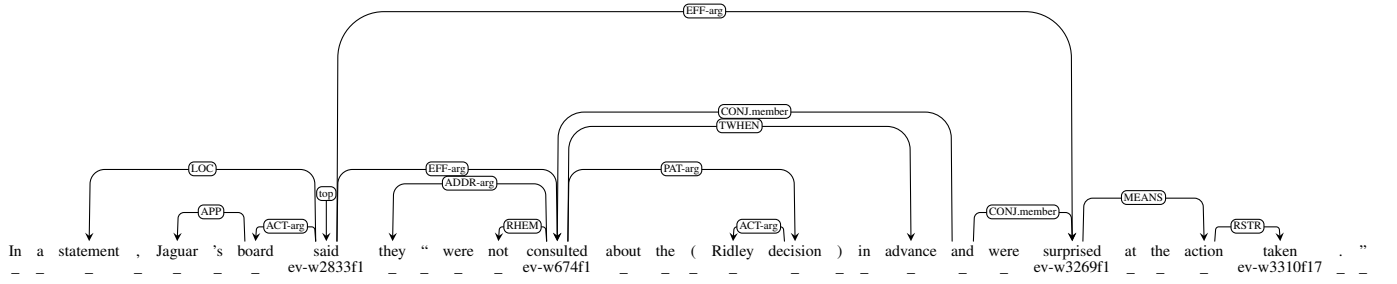 EFF-arg
CONJ.member
TWHEN
LOC EFF-arg PAT-arg
ADDR-arg
top MEANS
APP CONJ.member
ACT-arg RHEM ACT-arg RSTR
In a statement , Jaguar ’s board said they “ were not consulted about the ( Ridley decision ) in advance and were surprised at the action taken . ”
_ _ _ _ _ _ _ ev-w2833f1 _ _ _ _ ev-w674f1 _ _ _ _ _ _ _ _ _ _ ev-w3269f1 _ _ _ ev-w3310f17 _ _